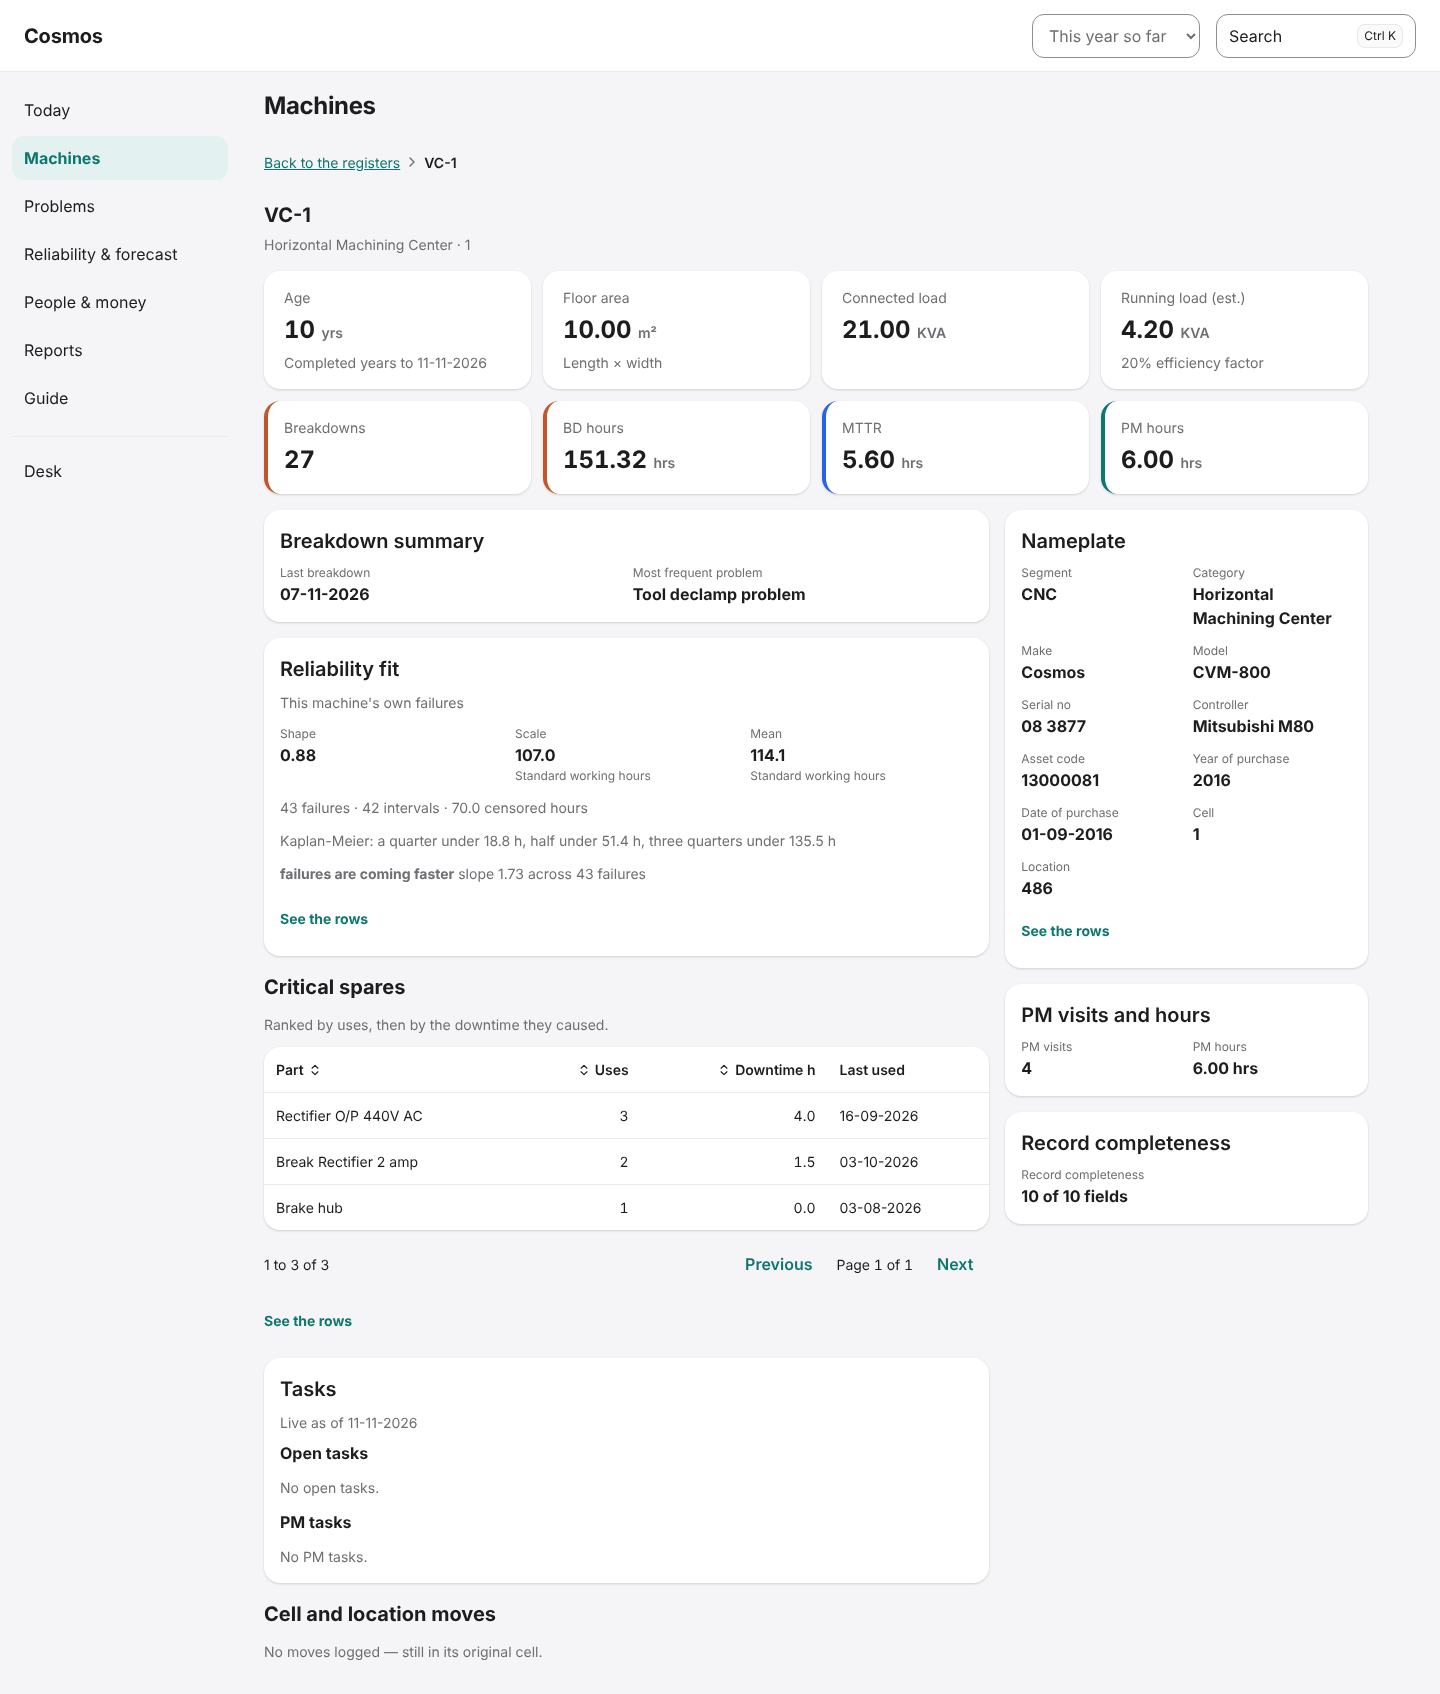 Cosmos
This year so far
Search
Ctrl K
Today
Machines
Problems
Reliability & forecast
People & money
Reports
Guide
Desk
Machines
Back to the registers > VC-1
VC-1
Horizontal Machining Center · 1
Age
10 yrs
Completed years to 11-11-2026
Floor area
10.00 m²
Length × width
Connected load
21.00 KVA
Running load (est.)
4.20 KVA
20% efficiency factor
Breakdowns
27
BD hours
151.32 hrs
MTTR
5.60 hrs
PM hours
6.00 hrs
Breakdown summary
Last breakdown
07-11-2026
Most frequent problem
Tool declamp problem
Reliability fit
This machine's own failures
Shape
0.88
Scale
107.0
Standard working hours
Mean
114.1
Standard working hours
43 failures · 42 intervals · 70.0 censored hours
Kaplan-Meier: a quarter under 18.8 h, half under 51.4 h, three quarters under 135.5 h
failures are coming faster slope 1.73 across 43 failures
See the rows
Critical spares
Ranked by uses, then by the downtime they caused.
Part Uses Downtime h Last used
Rectifier O/P 440V AC 3 4.0 16-09-2026
Break Rectifier 2 amp 2 1.5 03-10-2026
Brake hub 1 0.0 03-08-2026
1 to 3 of 3
Previous Page 1 of 1 Next
See the rows
Tasks
Live as of 11-11-2026
Open tasks
No open tasks.
PM tasks
No PM tasks.
Cell and location moves
No moves logged — still in its original cell.
Nameplate
Segment
CNC
Category
Horizontal
Machining Center
Make
Cosmos
Model
CVM-800
Serial no
08 3877
Controller
Mitsubishi M80
Asset code
13000081
Year of purchase
2016
Date of purchase
01-09-2016
Cell
1
Location
486
See the rows
PM visits and hours
PM visits
4
PM hours
6.00 hrs
Record completeness
Record completeness
10 of 10 fields